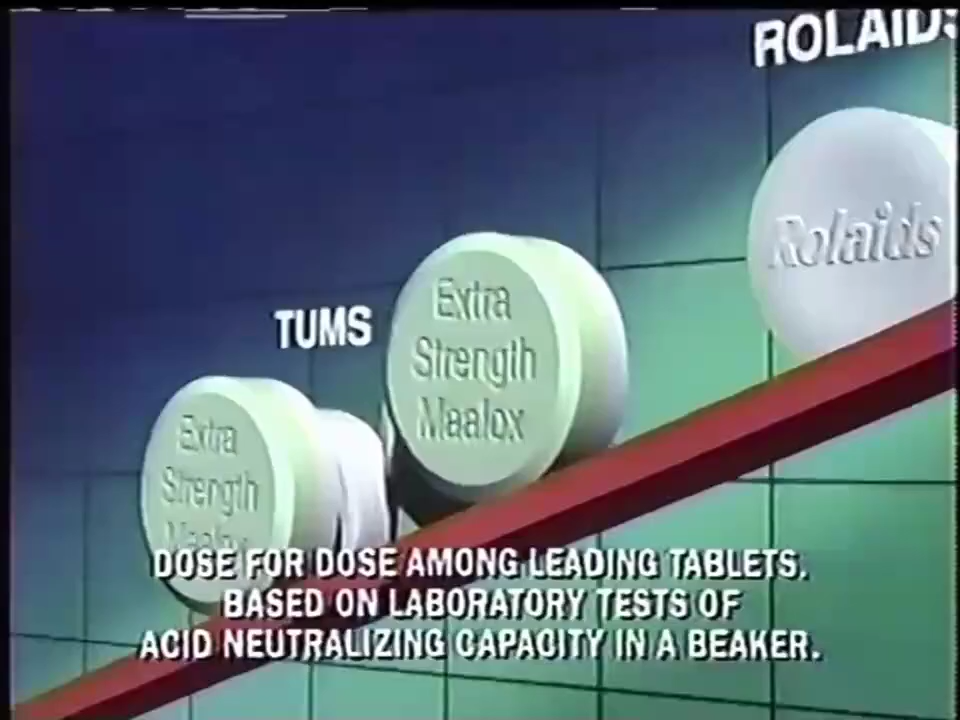 ROLAIDS
Rolaids
TUMS
Extra
Strength
Maalox
Extra
Strength
Maalox
DOSE FOR DOSE AMONG LEADING TABLETS.
BASED ON LABORATORY TESTS OF
ACID NEUTRALIZING CAPACITY IN A BEAKER.